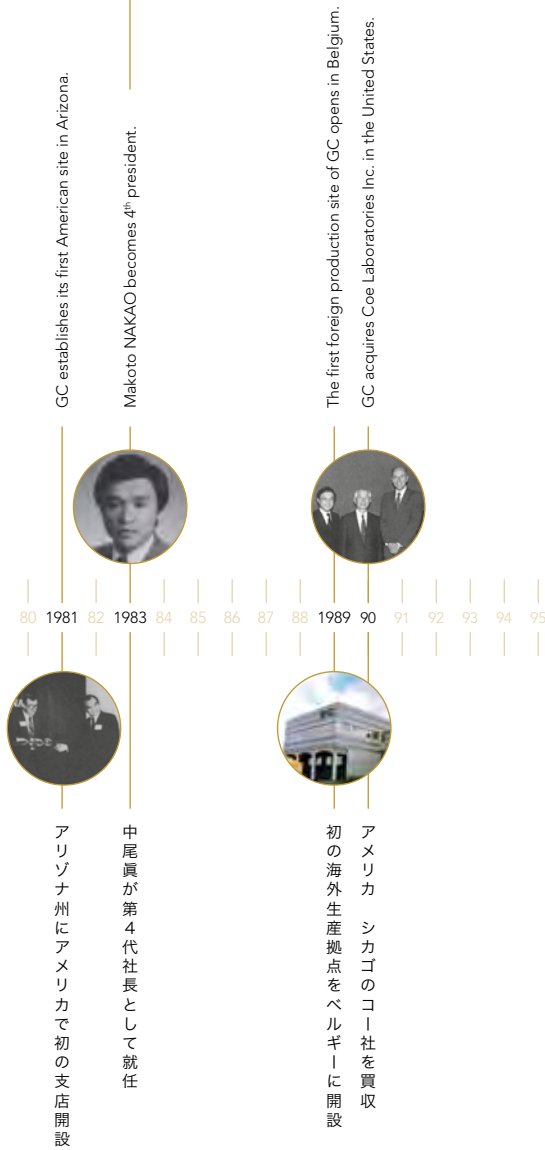 GC establishes its first American site in Arizona.
Makoto NAKAO becomes 4th president.
The first foreign production site of GC opens in Belgium.
GC acquires Coe Laboratories Inc. in the United States.
80 1981 82 1983 84 85 86 87 88 1989 90 91 92 93 94 95
アリゾナ州にアメリカで初の支店開設
中尾眞が第4代社長として就任
初の海外生産拠点をベルギーに開設
アメリカ シカゴのコー社を買収